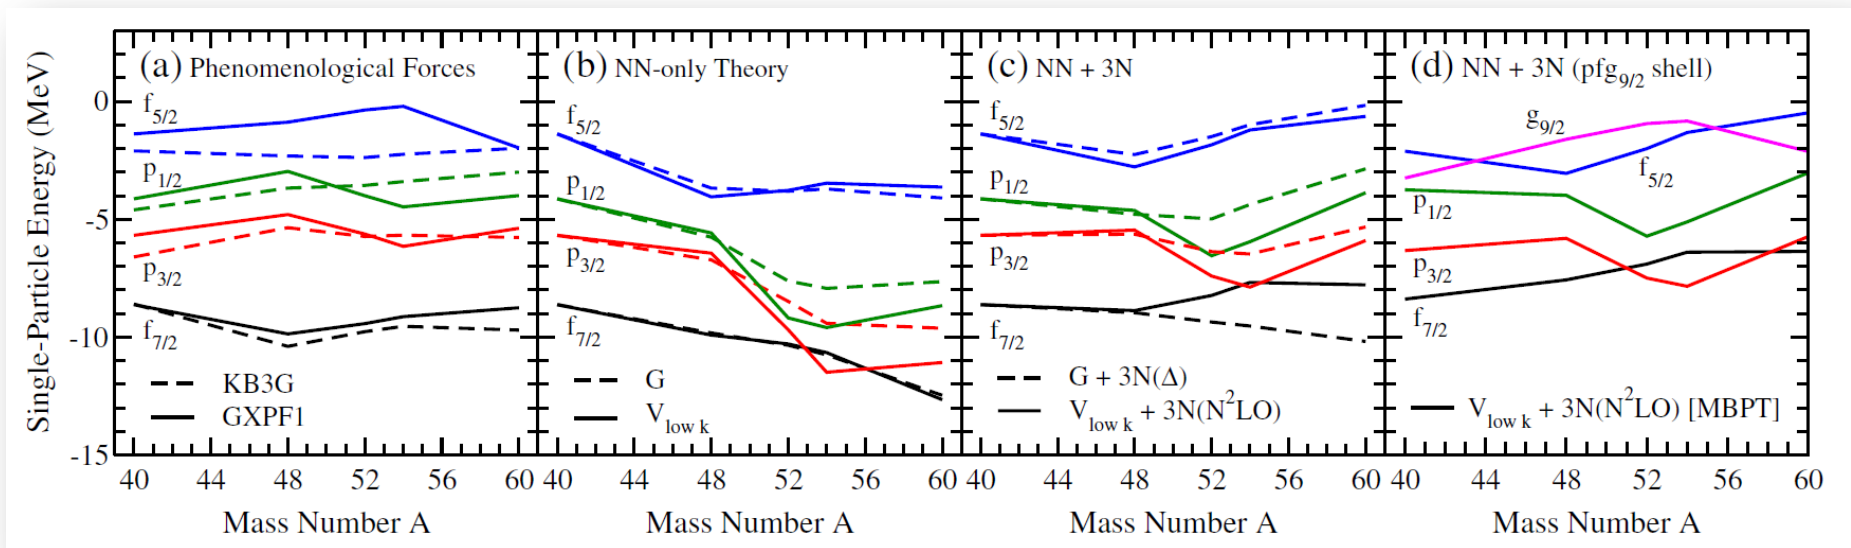 (a) Phenomenological Forces
(b) NN-only Theory
(c) NN + 3N
(d) NN + 3N (pfg9/2 shell)
Single-Particle Energy (MeV)
0
-5
-10
-15
f5/2
p1/2
p3/2
f7/2
KB3G
GXPF1
f5/2
p1/2
p3/2
f7/2
G
Vlow k
f5/2
p1/2
p3/2
f7/2
G + 3N(Δ)
Vlow k + 3N(N²LO)
g9/2
f5/2
p1/2
p3/2
f7/2
Vlow k + 3N(N²LO) [MBPT]
40 44 48 52 56 60 40 44 48 52 56 60 40 44 48 52 56 60 40 44 48 52 56 60
Mass Number A
Mass Number A
Mass Number A
Mass Number A